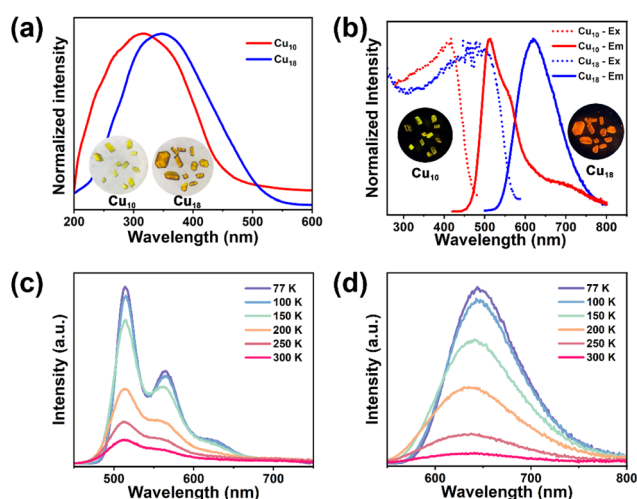 (a)
Normalized intensity
Cu10
Cu18
Cu10
Cu18
200 300 400 500 600
Wavelength (nm)
(b)
Normalized Intensity
Cu10 - Ex
Cu10 - Em
Cu18 - Ex
Cu18 - Em
Cu10
Cu18
300 400 500 600 700 800
Wavelength (nm)
(c)
Intensity (a.u.)
77 K
100 K
150 K
200 K
250 K
300 K
500 600 700
Wavelength (nm)
(d)
Intensity (a.u.)
77 K
100 K
150 K
200 K
250 K
300 K
600 700 800
Wavelength (nm)